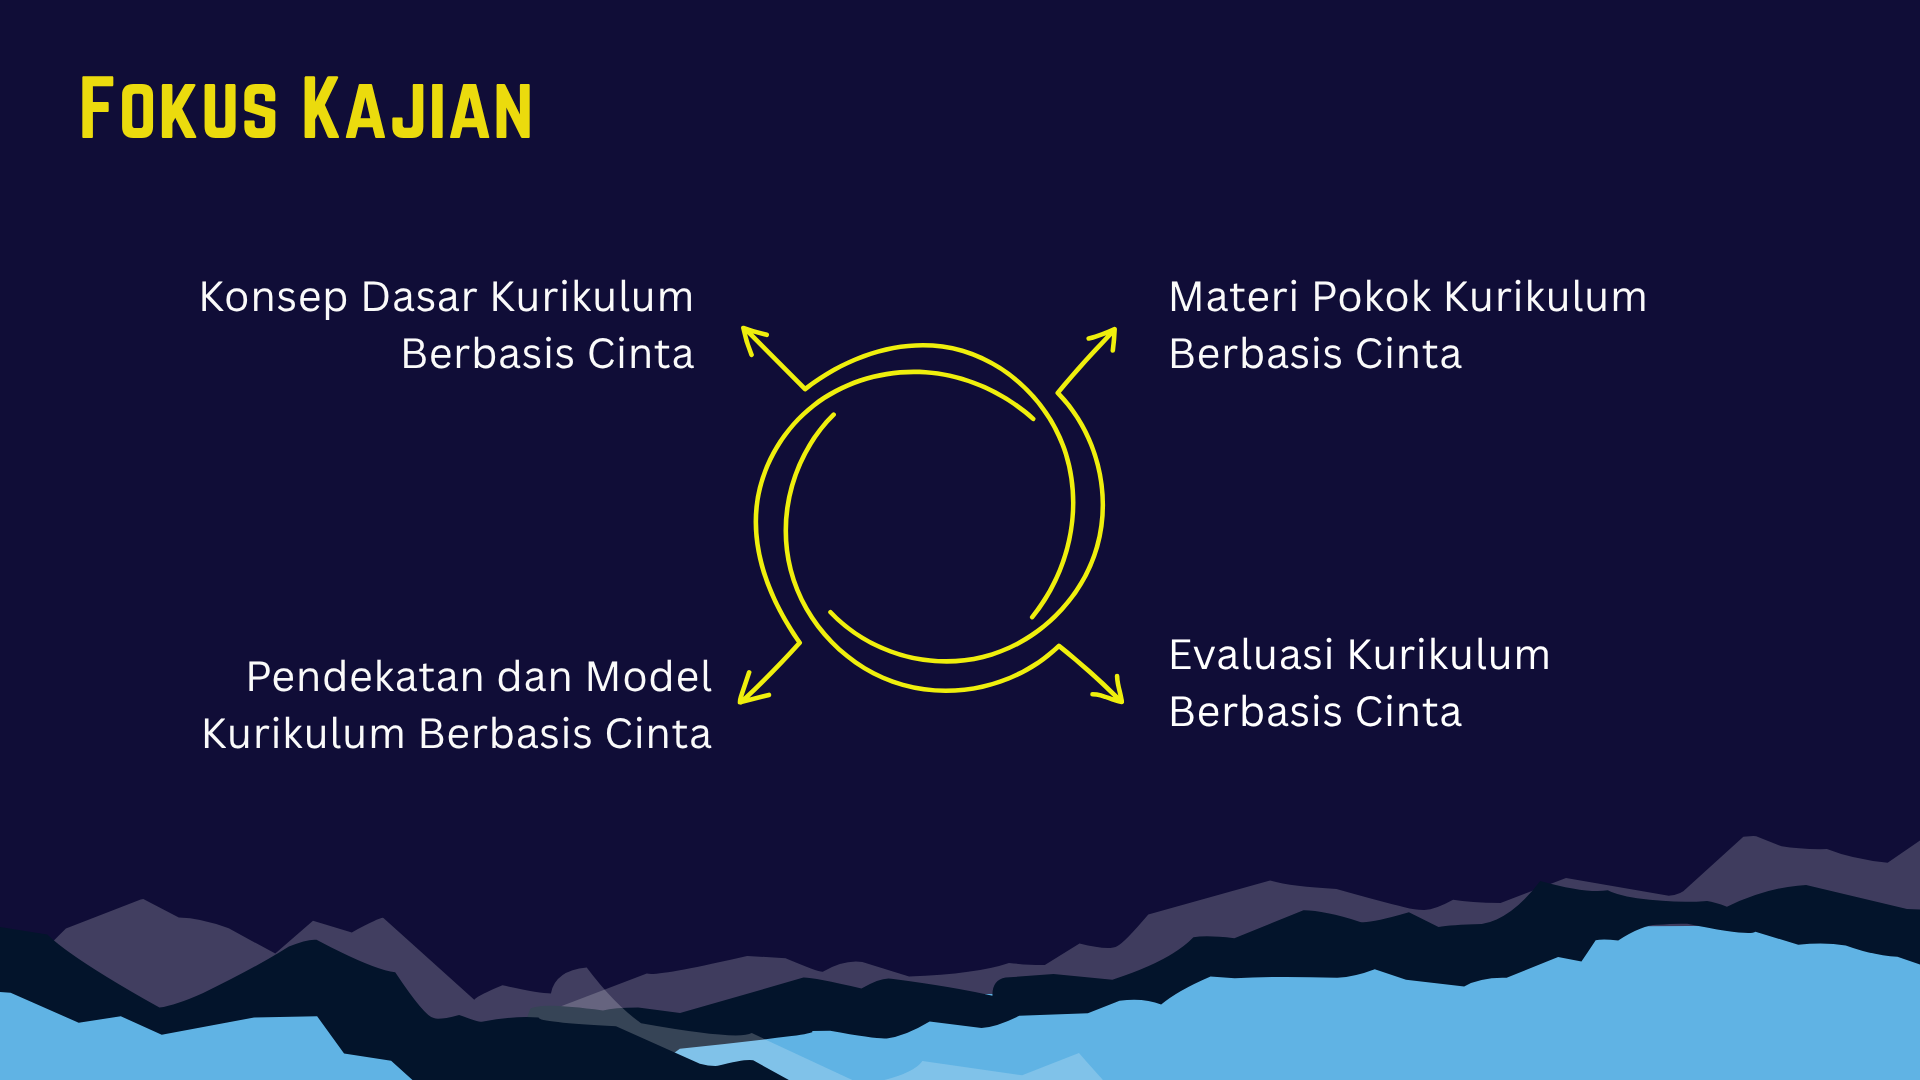 Fokus Kajian
Konsep Dasar Kurikulum
Berbasis Cinta
Materi Pokok Kurikulum
Berbasis Cinta
Pendekatan dan Model
Kurikulum Berbasis Cinta
Evaluasi Kurikulum
Berbasis Cinta